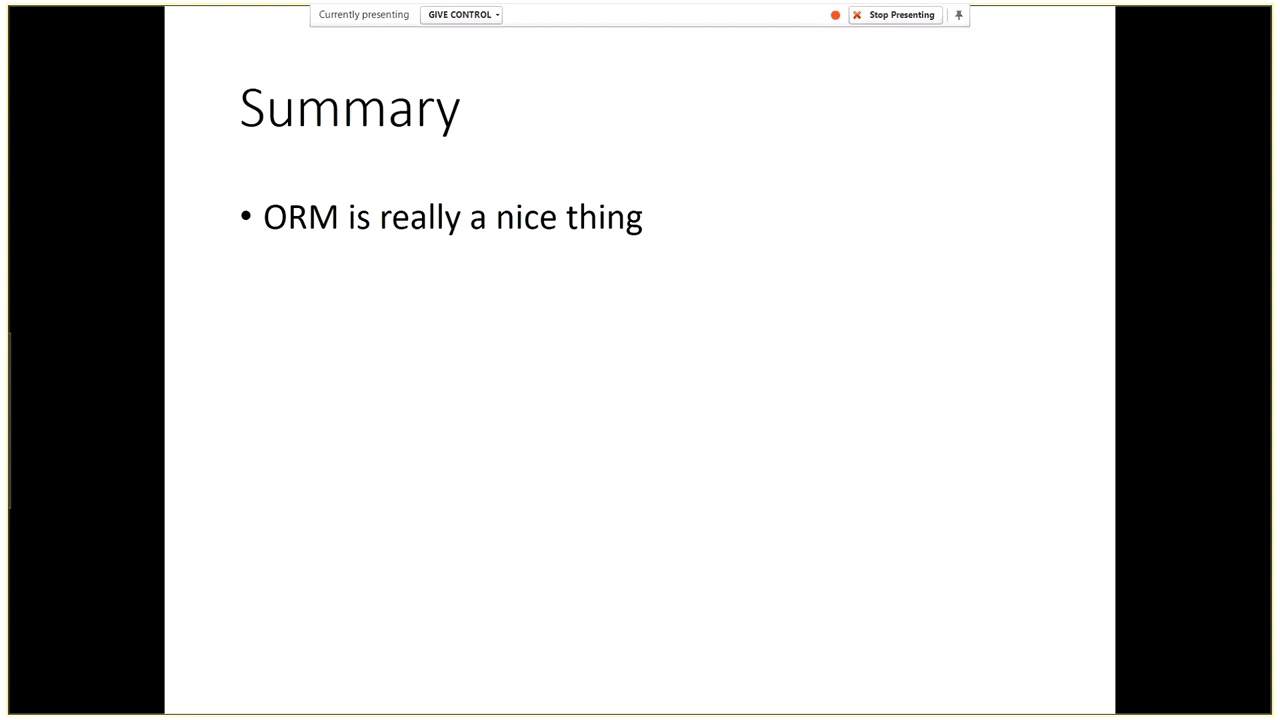 Currently presenting GIVE CONTROL Stop Presenting
Summary
• ORM is really a nice thing